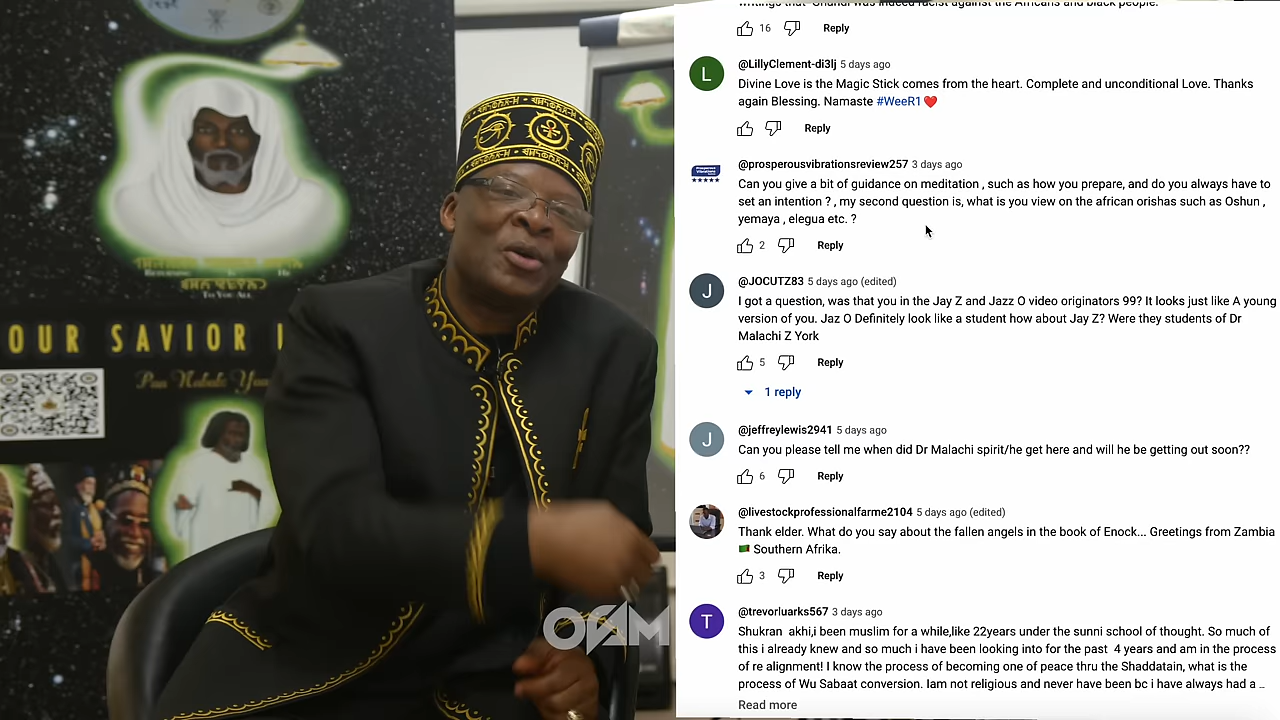 OUR SAVIOR
Returning Is He
To You All
OVAM
writings that Ghandi was indeed racist against the Africans and black people.
16 Reply
@LillyClement-di3lj 5 days ago
L
Divine Love is the Magic Stick comes from the heart. Complete and unconditional Love. Thanks
again Blessing. Namaste #WeeR1❤️
Reply
@prosperousvibrationsreview257 3 days ago
Can you give a bit of guidance on meditation , such as how you prepare, and do you always have to
set an intention ? , my second question is, what is you view on the african orishas such as Oshun ,
yemaya , elegua etc. ?
2 Reply
@JOCUTZ83 5 days ago (edited)
J
I got a question, was that you in the Jay Z and Jazz O video originators 99? It looks just like A young
version of you. Jaz O Definitely look like a student how about Jay Z? Were they students of Dr
Malachi Z York
5 Reply
1 reply
@jeffreylewis2941 5 days ago
J
Can you please tell me when did Dr Malachi spirit/he get here and will he be getting out soon??
6 Reply
@livestockprofessionalfarme2104 5 days ago (edited)
Thank elder. What do you say about the fallen angels in the book of Enock... Greetings from Zambia
🇿🇲 Southern Afrika.
3 Reply
@trevorluarks567 3 days ago
T
Shukran akhi,i been muslim for a while,like 22years under the sunni school of thought. So much of
this i already knew and so much i have been looking into for the past 4 years and am in the process
of re alignment! I know the process of becoming one of peace thru the Shaddatain, what is the
process of Wu Sabaat conversion. Iam not religious and never have been bc i have always had a ...
Read more